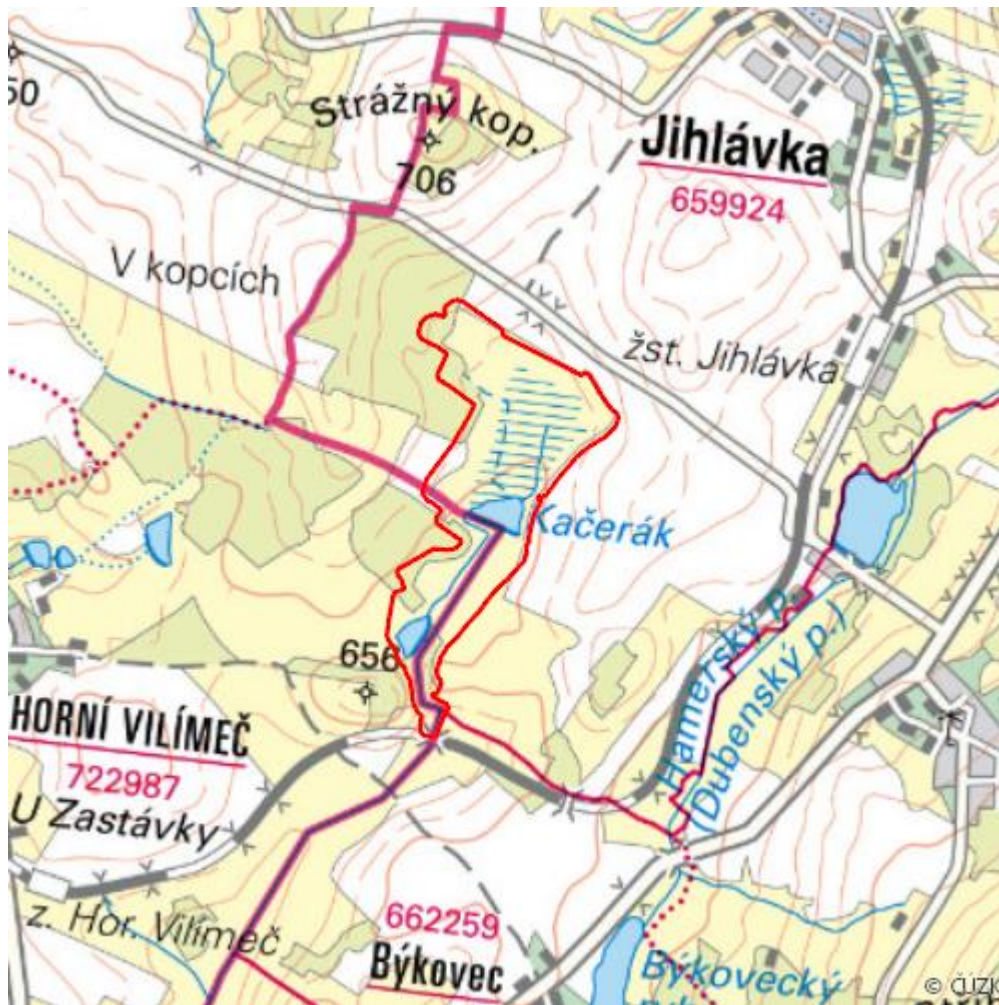 50
Strážný kop.
706
Jihlávka
659924
V kopcích
žst. Jihlávka
Kačerák
656
Hamerský p.
(Dubenský p.)
HORNÍ VILÍMEČ
722987
U Zastávky
z. Hor. Vilímeč
662259
Býkovec
Býkovecký
© ČÚZK